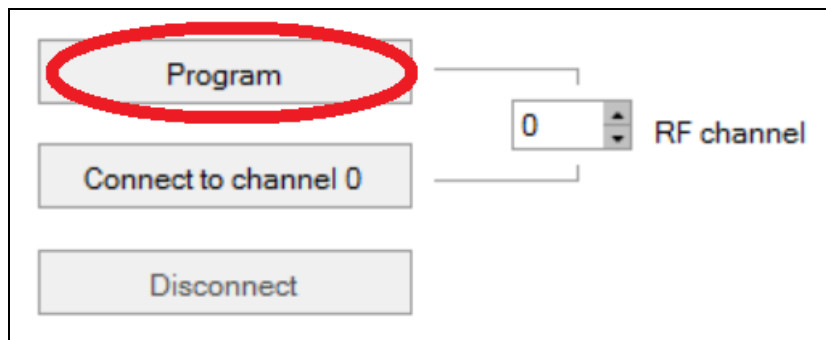 Program
0
RF channel
Connect to channel 0
Disconnect